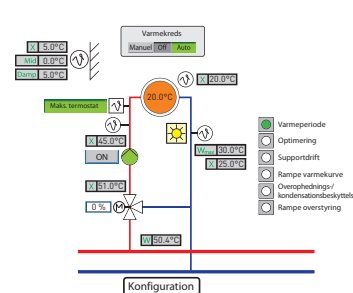 Varmekreds
Manuel Off Auto
X 5.0°C
Mid 0.0°C
Damp 5.0°C
X 20.0°C
20.0°C
Maks. termostat
X 45.0°C
ON
Wmax 30.0°C
X 25.0°C
X 51.0°C
0 %
M
W 50.4°C
Varmeperiode
Optimering
Supportdrift
Rampe varmekurve
Overophednings-/
kondensationsbeskyttels
Rampe overstyring
Konfiguration